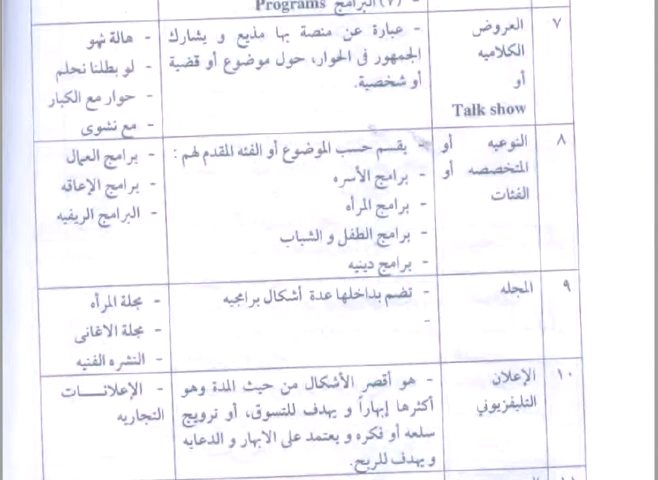 - (٧) البرامج Programs
٧
العروض
الكلاميه
أو
Talk show
- عبارة عن منصة بها مذيع و يشارك
الجمهور فى الحوار، حول موضوع أو قضية
أو شخصية.
- هالة شو
- لو بطلنا نحلم
- حوار مع الكبار
- مع نشوى
٨
النوعيه أو
المتخصصه أو
الفئات
- يقسم حسب الموضوع أو الفئه المقدم لهم :
- برامج الأسره
- برامج المرأه
- برامج الطفل و الشباب
- برامج دينيه
- برامج العمال
- برامج الإعاقه
- البرامج الريفيه
٩
المجله
- تضم بداخلها عدة أشكال برامجيه
-
- مجلة المرأه
- مجلة الاغانى
- النشره الفنيه
١٠
الإعلان
التليفزيوني
- هو أقصر الأشكال من حيث المدة وهو
أكثرها إبهاراً و يهدف للتسوق، أو ترويج
سلعه أو فكره و يعتمد على الابهار و الدعايه
و يهدف للربح.
- الإعلانـــــات
التجاريه